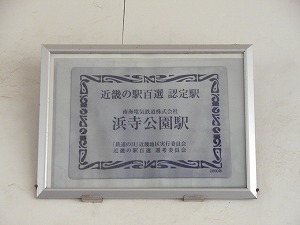 近畿の駅百選 認定駅
南海電気鉄道株式会社
浜寺公園駅
「鉄道の日」近畿地区実行委員会
近畿の駅百選 選考委員会